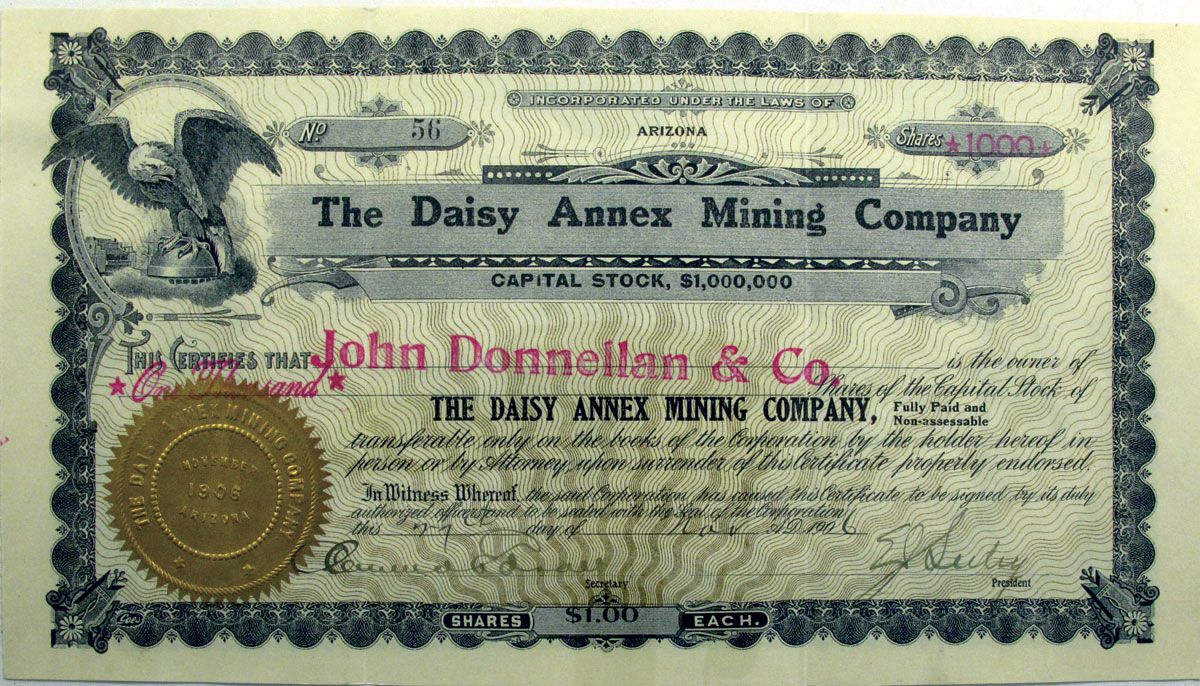 INCORPORATED UNDER THE LAWS OF
No 56
ARIZONA
Shares ★1000★
The Daisy Annex Mining Company
CAPITAL STOCK, $1,000,000
THIS CERTIFIES THAT John Donnellan & Co. is the owner of
★One Thousand★ Shares of the Capital Stock of
THE DAISY ANNEX MINING COMPANY, Fully Paid and
Non-assessable
transferable only on the books of the Corporation by the holder hereof in
person or by Attorney upon surrender of this Certificate properly endorsed.
In Witness Whereof, the said Corporation has caused this Certificate to be signed by its duly
authorized officers and to be sealed with the Seal of the Corporation
this day of Nov A.D. 1906
THE DAISY ANNEX MINING COMPANY
NOVEMBER
1906
ARIZONA
Secretary
President
Goes
SHARES $1.00 EACH.